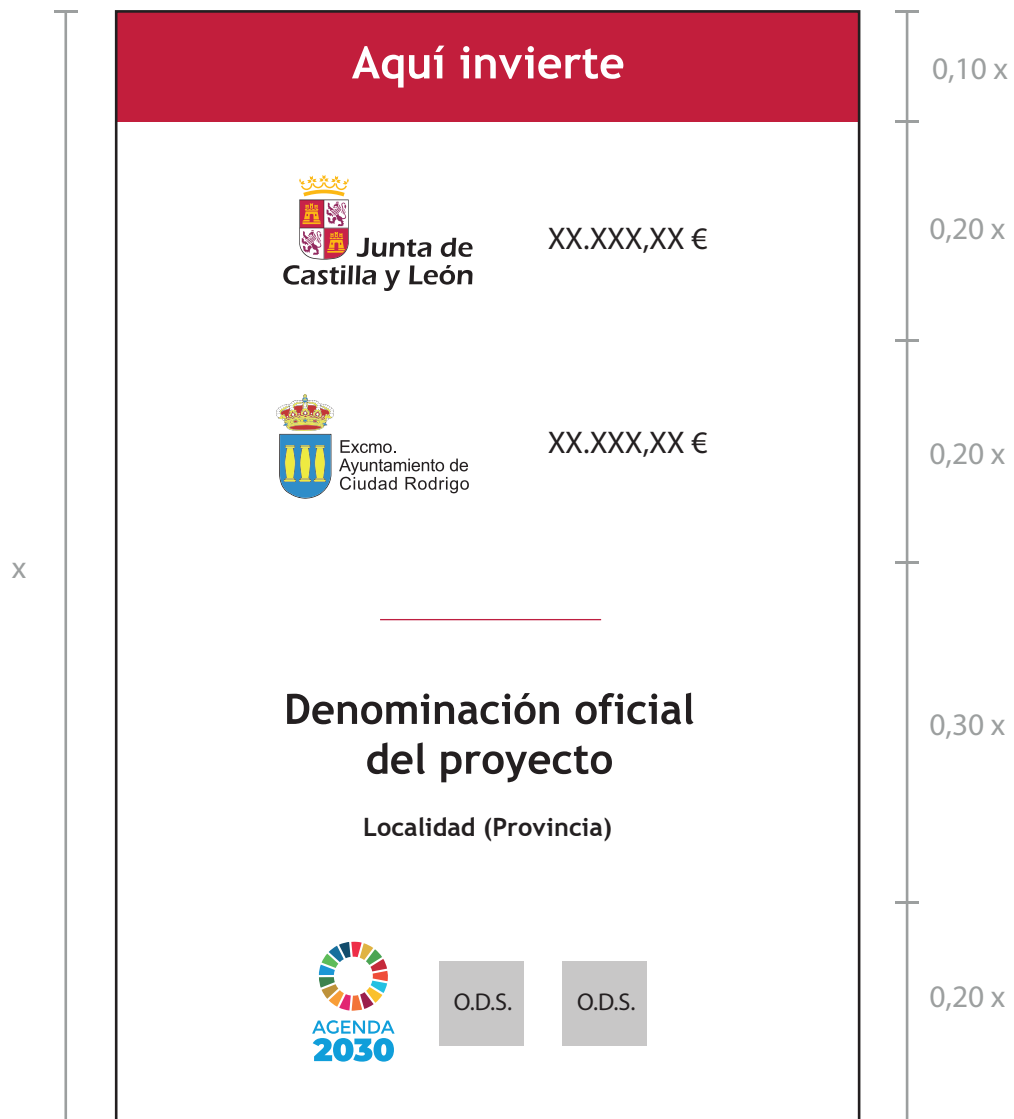 Aquí invierte
0,10 x
Junta de
Castilla y León
XX.XXX,XX €
0,20 x
Excmo.
Ayuntamiento de
Ciudad Rodrigo
XX.XXX,XX €
0,20 x
x
Denominación oficial
del proyecto
0,30 x
Localidad (Provincia)
AGENDA
2030
O.D.S.
O.D.S.
0,20 x